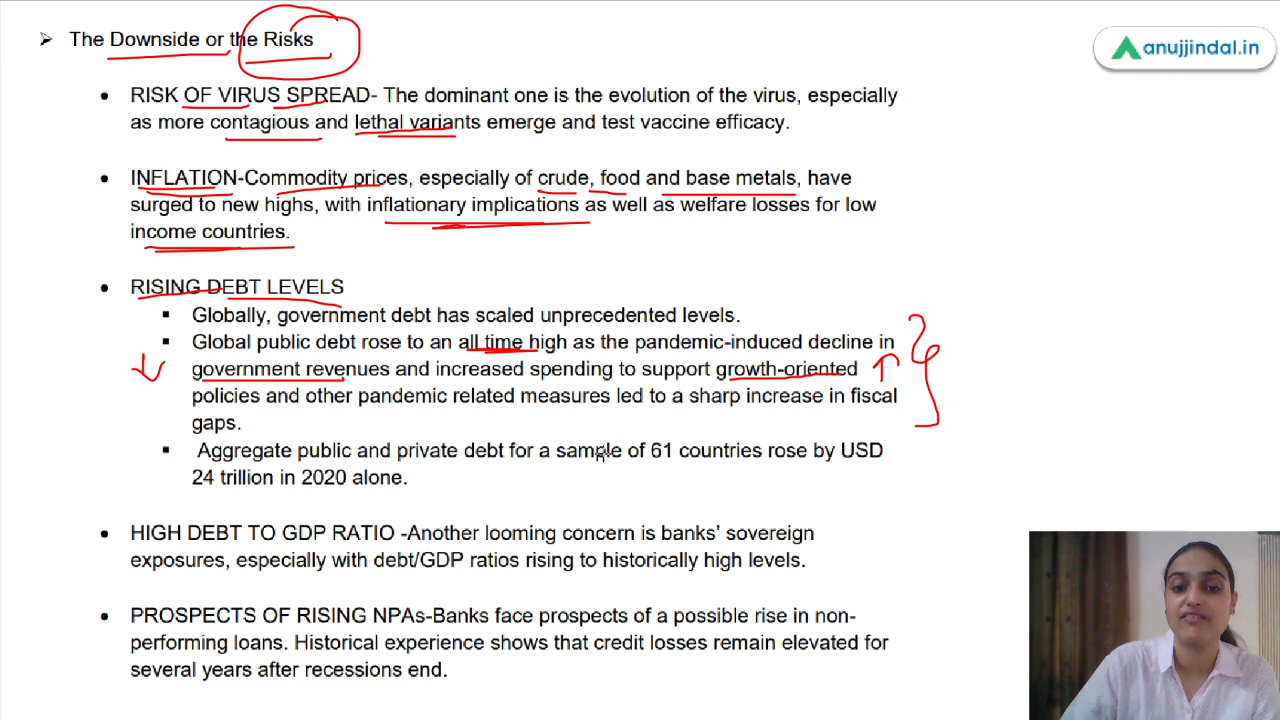 ➢ The Downside or the Risks
anujjindal.in
• RISK OF VIRUS SPREAD- The dominant one is the evolution of the virus, especially
as more contagious and lethal variants emerge and test vaccine efficacy.
• INFLATION-Commodity prices, especially of crude, food and base metals, have
surged to new highs, with inflationary implications as well as welfare losses for low
income countries.
• RISING DEBT LEVELS
▪ Globally, government debt has scaled unprecedented levels.
▪ Global public debt rose to an all time high as the pandemic-induced decline in
government revenues and increased spending to support growth-oriented
policies and other pandemic related measures led to a sharp increase in fiscal
gaps.
▪ Aggregate public and private debt for a sample of 61 countries rose by USD
24 trillion in 2020 alone.
• HIGH DEBT TO GDP RATIO -Another looming concern is banks' sovereign
exposures, especially with debt/GDP ratios rising to historically high levels.
• PROSPECTS OF RISING NPAs-Banks face prospects of a possible rise in non-
performing loans. Historical experience shows that credit losses remain elevated for
several years after recessions end.